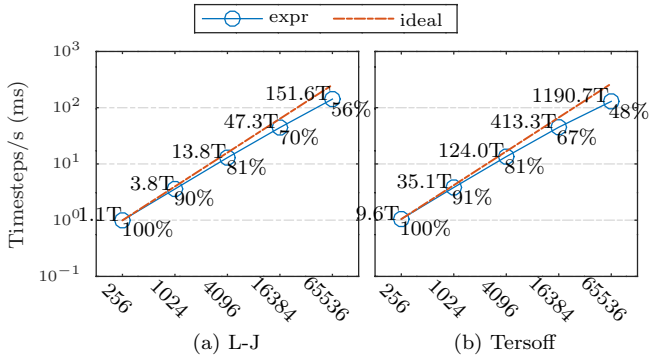 expr ideal
Timesteps/s (ms)
10³
10²
10¹
10⁰
10⁻¹
1.1T
3.8T
13.8T
47.3T
151.6T
100%
90%
81%
70%
56%
256
1024
4096
16384
65536
(a) L-J
9.6T
35.1T
124.0T
413.3T
1190.7T
100%
91%
81%
67%
48%
256
1024
4096
16384
65536
(b) Tersoff